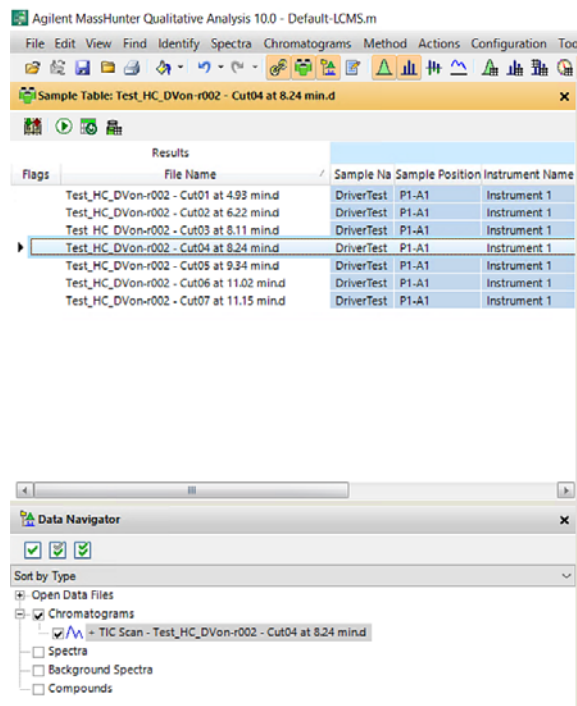 Agilent MassHunter Qualitative Analysis 10.0 - Default-LCMS.m
File Edit View Find Identify Spectra Chromatograms Method Actions Configuration Too
Sample Table: Test_HC_DVon-r002 - Cut04 at 8.24 min.d
Results
Flags File Name Sample Na Sample Position Instrument Name
Test_HC_DVon-r002 - Cut01 at 4.93 min.d DriverTest P1-A1 Instrument 1
Test_HC_DVon-r002 - Cut02 at 6.22 min.d DriverTest P1-A1 Instrument 1
Test_HC_DVon-r002 - Cut03 at 8.11 min.d DriverTest P1-A1 Instrument 1
Test_HC_DVon-r002 - Cut04 at 8.24 min.d DriverTest P1-A1 Instrument 1
Test_HC_DVon-r002 - Cut05 at 9.34 min.d DriverTest P1-A1 Instrument 1
Test_HC_DVon-r002 - Cut06 at 11.02 min.d DriverTest P1-A1 Instrument 1
Test_HC_DVon-r002 - Cut07 at 11.15 min.d DriverTest P1-A1 Instrument 1
Data Navigator
Sort by Type
Open Data Files
Chromatograms
+ TIC Scan - Test_HC_DVon-r002 - Cut04 at 8.24 min.d
Spectra
Background Spectra
Compounds